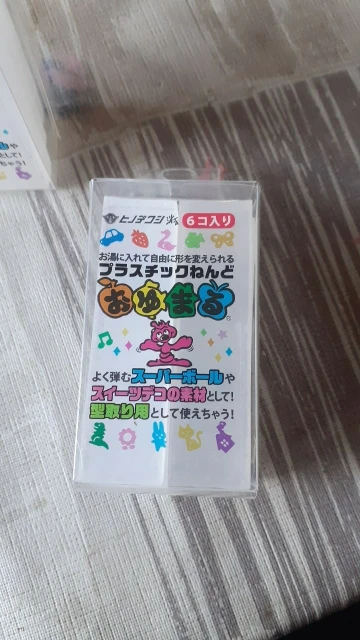 ヒノデワシ㈱ 6コ入り
お湯に入れて自由に形を変えられる
プラスチックねんど
おゆまる®
よく弾むスーパーボールや
スイーツデコの素材として!
型取り用として使えちゃう!